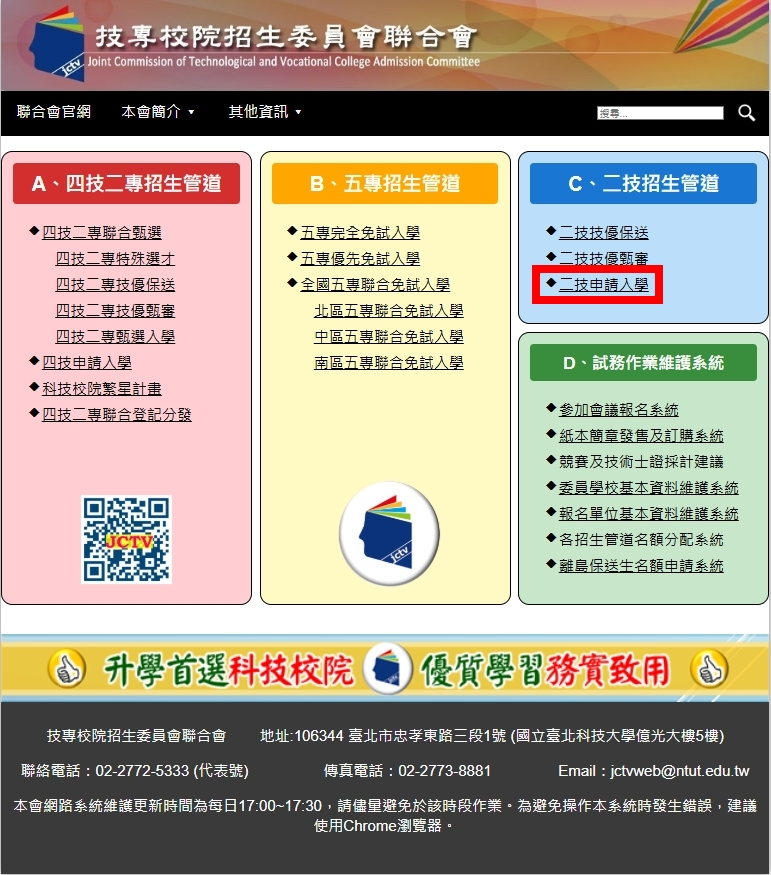 技專校院招生委員會聯合會
Joint Commission of Technological and Vocational College Admission Committee
jctv
聯合會官網 本會簡介 ▼ 其他資訊 ▼ 搜尋...
A、四技二專招生管道
◆四技二專聯合甄選
四技二專特殊選才
四技二專技優保送
四技二專技優甄審
四技二專甄選入學
◆四技申請入學
◆科技校院繁星計畫
◆四技二專聯合登記分發
JCTV
B、五專招生管道
◆五專完全免試入學
◆五專優先免試入學
◆全國五專聯合免試入學
北區五專聯合免試入學
中區五專聯合免試入學
南區五專聯合免試入學
jctv
C、二技招生管道
◆二技技優保送
◆二技技優甄審
◆二技申請入學
D、試務作業維護系統
◆參加會議報名系統
◆紙本簡章發售及訂購系統
◆競賽及技術士證採計建議
◆委員學校基本資料維護系統
◆報名單位基本資料維護系統
◆各招生管道名額分配系統
◆離島保送生名額申請系統
升學首選科技校院 優質學習務實致用
技專校院招生委員會聯合會 地址:106344 臺北市忠孝東路三段1號 (國立臺北科技大學億光大樓5樓)
聯絡電話：02-2772-5333 (代表號) 傳真電話：02-2773-8881 Email：jctvweb@ntut.edu.tw
本會網路系統維護更新時間為每日17:00~17:30，請儘量避免於該時段作業。為避免操作本系統時發生錯誤，建議
使用Chrome瀏覽器。